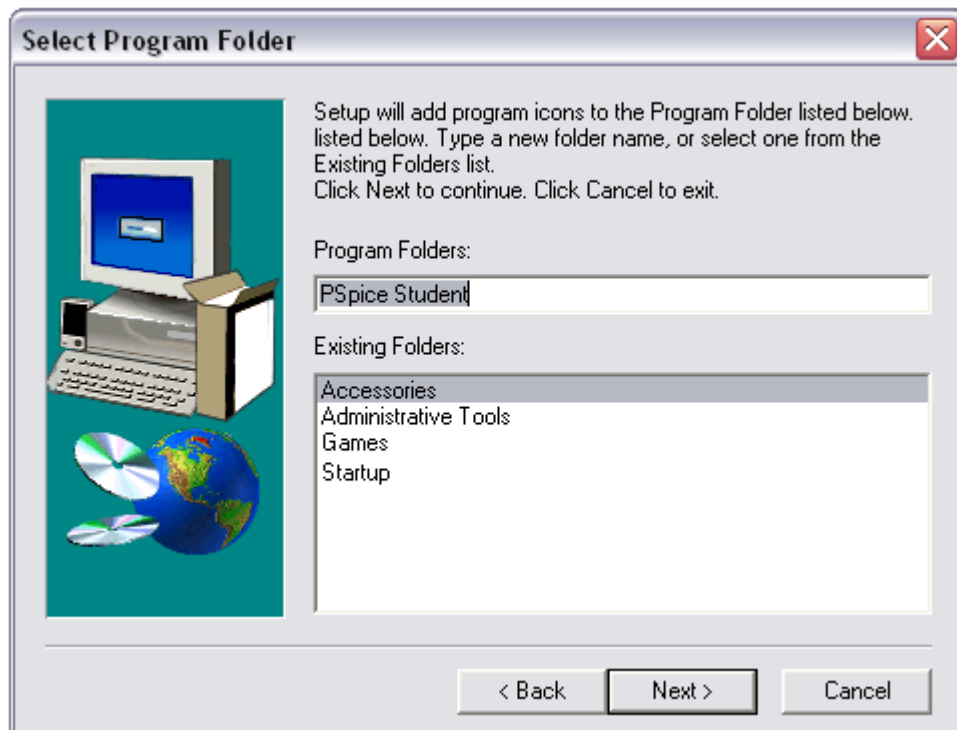 Select Program Folder
Setup will add program icons to the Program Folder listed below.
listed below. Type a new folder name, or select one from the
Existing Folders list.
Click Next to continue. Click Cancel to exit.
Program Folders:
PSpice Student
Existing Folders:
Accessories
Administrative Tools
Games
Startup
< Back
Next >
Cancel